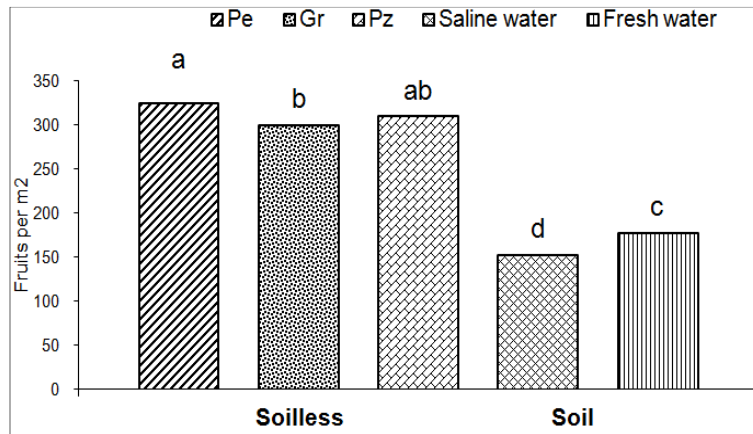 Pe Gr Pz Saline water Fresh water
a
b
ab
d
c
Fruits per m2
350
300
250
200
150
100
50
0
Soilless Soil